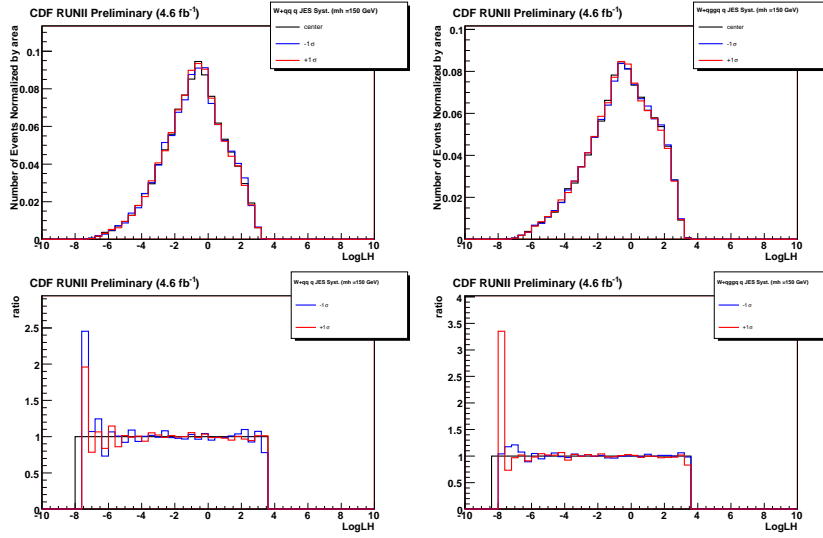 CDF RUNII Preliminary (4.6 fb-1)
W+qq q JES Syst. (mh =150 GeV)
center
-1σ
+1σ
Number of Events Normalized by area
0.1
0.08
0.06
0.04
0.02
0
-10 -8 -6 -4 -2 0 2 4 6 8 10
LogLH
CDF RUNII Preliminary (4.6 fb-1)
W+qggq q JES Syst. (mh =150 GeV)
center
-1σ
+1σ
Number of Events Normalized by area
0.1
0.08
0.06
0.04
0.02
0
-10 -8 -6 -4 -2 0 2 4 6 8 10
LogLH
CDF RUNII Preliminary (4.6 fb-1)
W+qq q JES Syst. (mh =150 GeV)
-1σ
+1σ
ratio
2.5
2
1.5
1
0.5
0
-10 -8 -6 -4 -2 0 2 4 6 8 10
LogLH
CDF RUNII Preliminary (4.6 fb-1)
W+qggq q JES Syst. (mh =150 GeV)
-1σ
+1σ
ratio
4
3.5
3
2.5
2
1.5
1
0.5
0
-10 -8 -6 -4 -2 0 2 4 6 8 10
LogLH